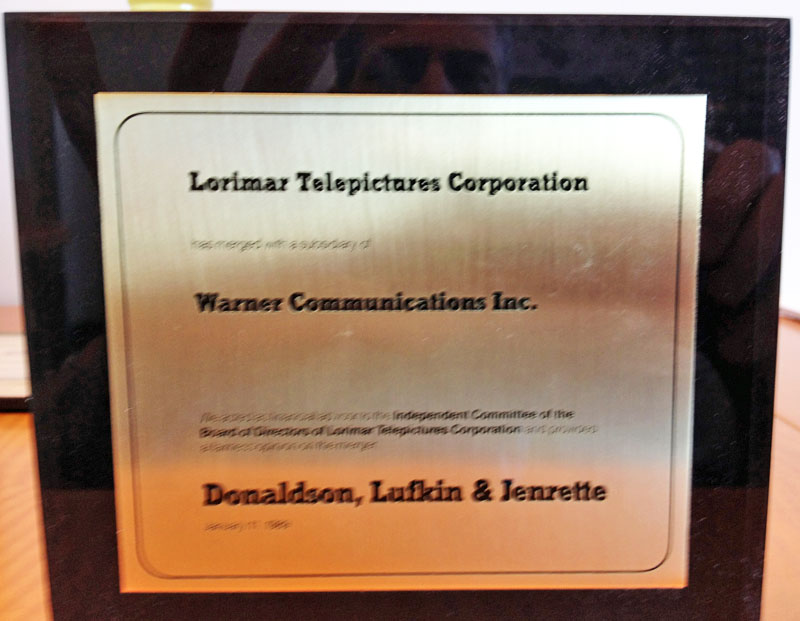 Lorimar Telepictures Corporation
has merged with a subsidiary of
Warner Communications Inc.
We acted as financial advisor to the Independent Committee of the
Board of Directors of Lorimar Telepictures Corporation and provided
a fairness opinion on the merger.
Donaldson, Lufkin & Jenrette
January 11, 1989